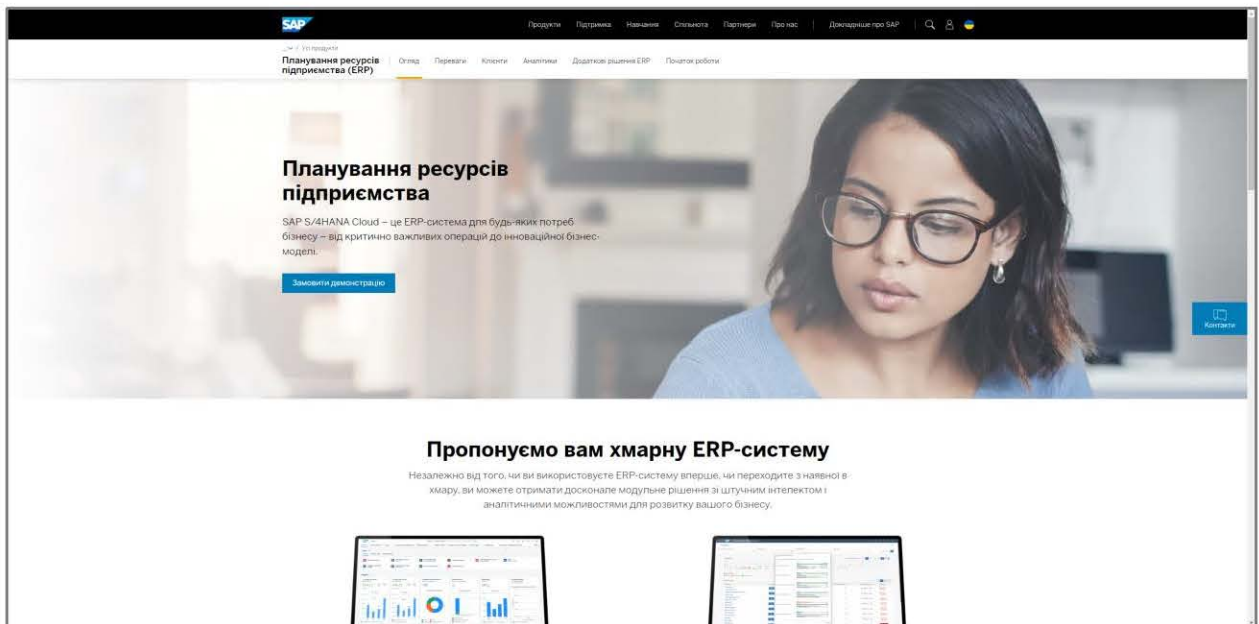 SAP
Продукти Підтримка Навчання Спільнота Партнери Про нас Докладніше про SAP
/ Усі продукти
Планування ресурсів
підприємства (ERP)
Огляд Переваги Клієнти Аналітики Додаткові рішення ERP Початок роботи
Планування ресурсів
підприємства
SAP S/4HANA Cloud – це ERP-система для будь-яких потреб
бізнесу – від критично важливих операцій до інноваційної бізнес-
моделі.
Замовити демонстрацію
Контакти
Пропонуємо вам хмарну ERP-систему
Незалежно від того, чи ви використовуєте ERP-систему вперше, чи переходите з наявної в
хмару, ви можете отримати досконале модульне рішення зі штучним інтелектом і
аналітичними можливостями для розвитку вашого бізнесу.